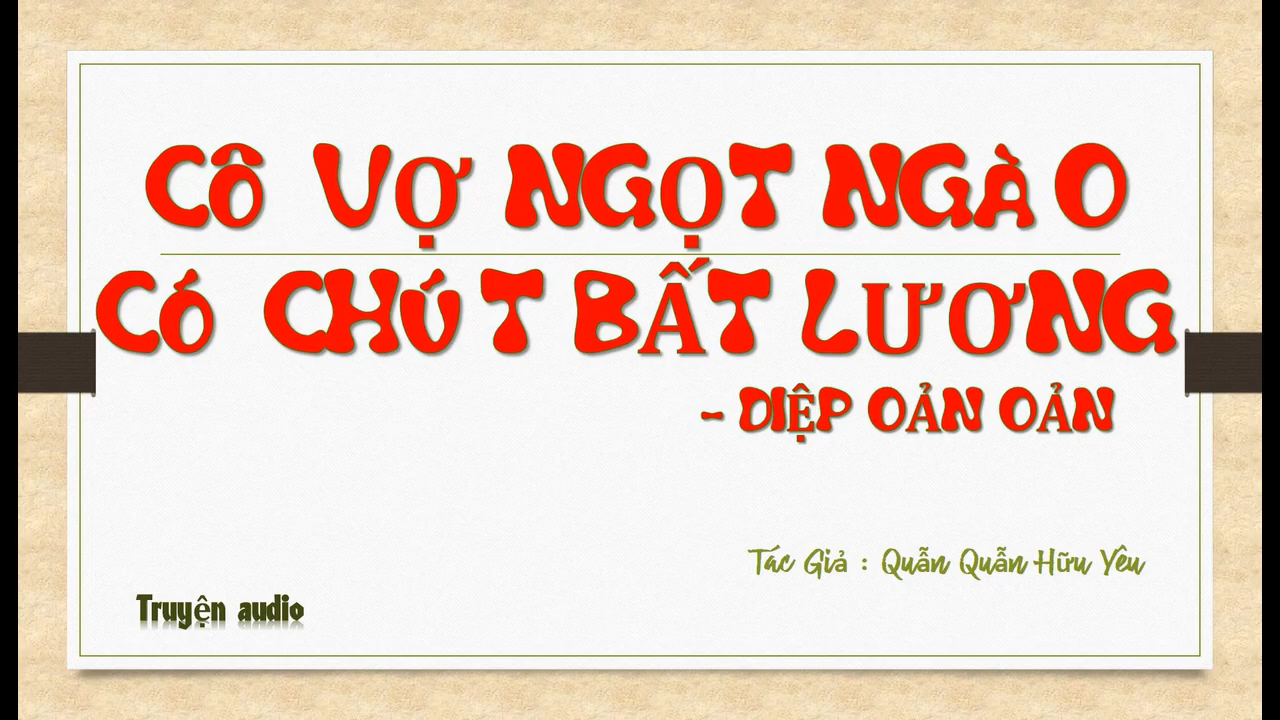 CÔ VỢ NGỌT NGÀO
CÓ CHÚT BẤT LƯƠNG
- DIỆP OẢN OẢN
Tác Giả : Quẫn Quẫn Hữu Yêu
Truyện audio